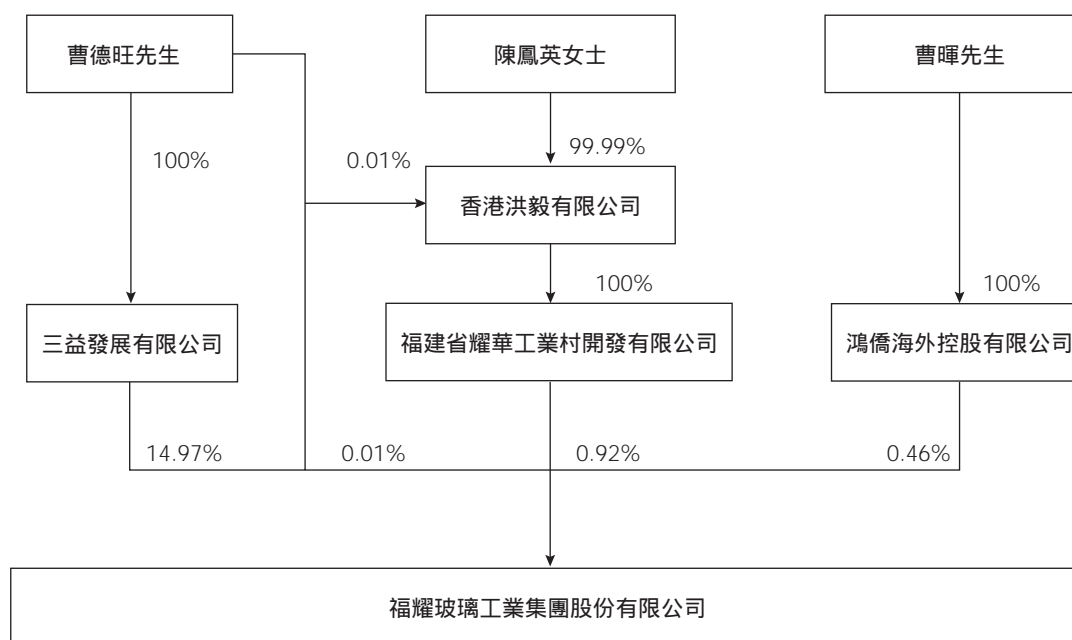 曹德旺先生
陳鳳英女士
曹暉先生
100%
0.01%
99.99%
香港洪毅有限公司
100%
100%
三益發展有限公司
福建省耀華工業村開發有限公司
鴻僑海外控股有限公司
14.97%
0.01%
0.92%
0.46%
福耀玻璃工業集團股份有限公司